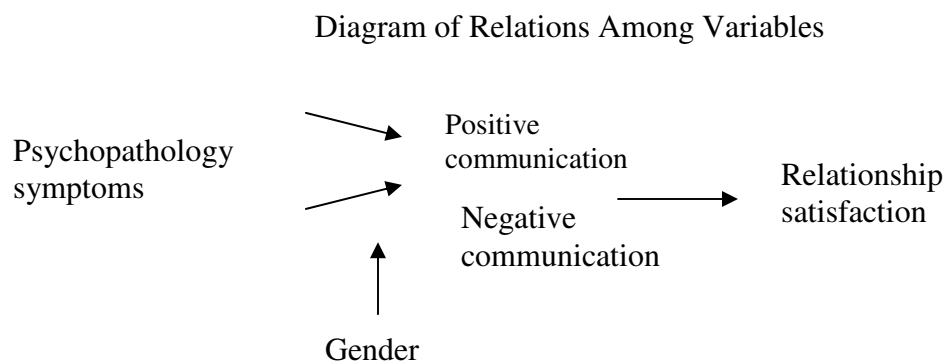 Diagram of Relations Among Variables
Psychopathology
symptoms
Positive
communication
Negative
communication
Relationship
satisfaction
Gender